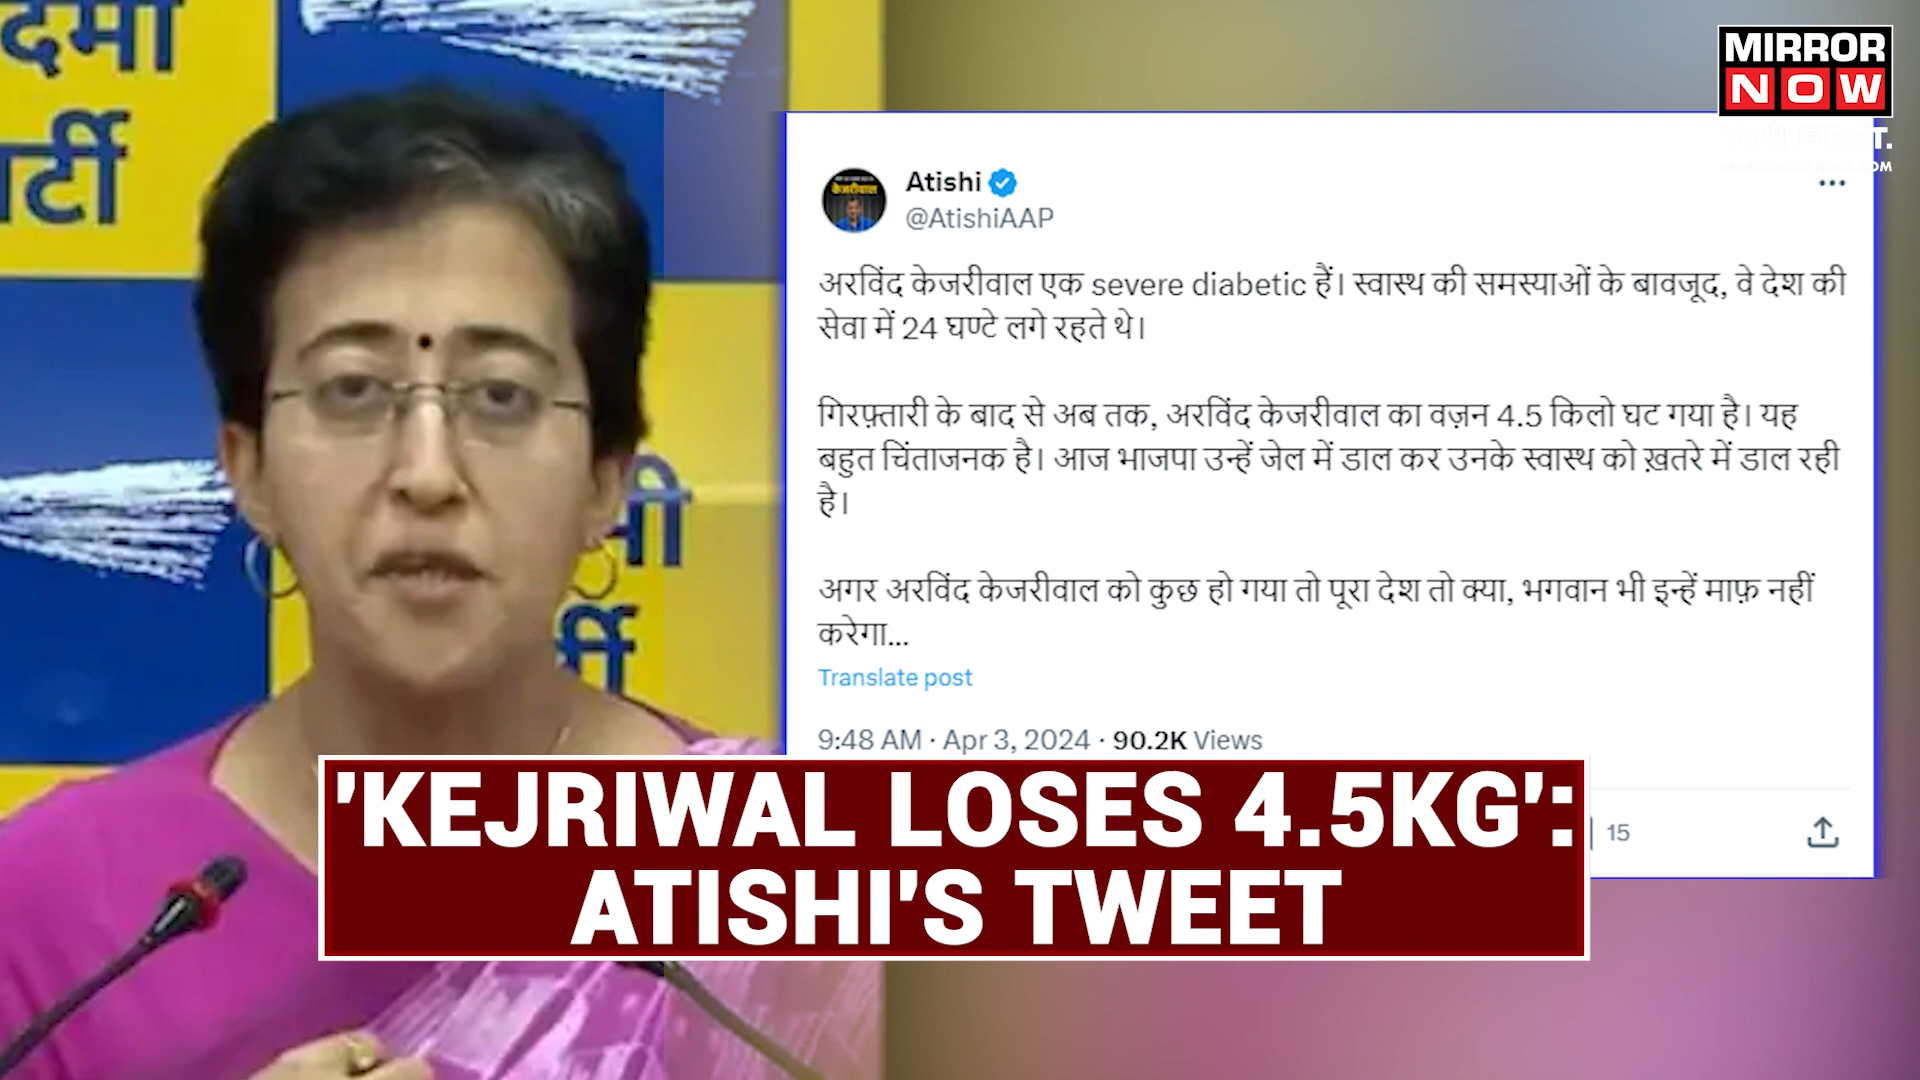 MIRROR
NOW
Atishi
@AtishiAAP
अरविंद केजरीवाल एक severe diabetic हैं। स्वास्थ की समस्याओं के बावजूद, वे देश की
सेवा में 24 घण्टे लगे रहते थे।
गिरफ़्तारी के बाद से अब तक, अरविंद केजरीवाल का वज़न 4.5 किलो घट गया है। यह
बहुत चिंताजनक है। आज भाजपा उन्हें जेल में डाल कर उनके स्वास्थ को ख़तरे में डाल रही
है।
अगर अरविंद केजरीवाल को कुछ हो गया तो पूरा देश तो क्या, भगवान भी इन्हें माफ़ नहीं
करेगा...
Translate post
9:48 AM · Apr 3, 2024 · 90.2K Views
15
'KEJRIWAL LOSES 4.5KG':
ATISHI'S TWEET